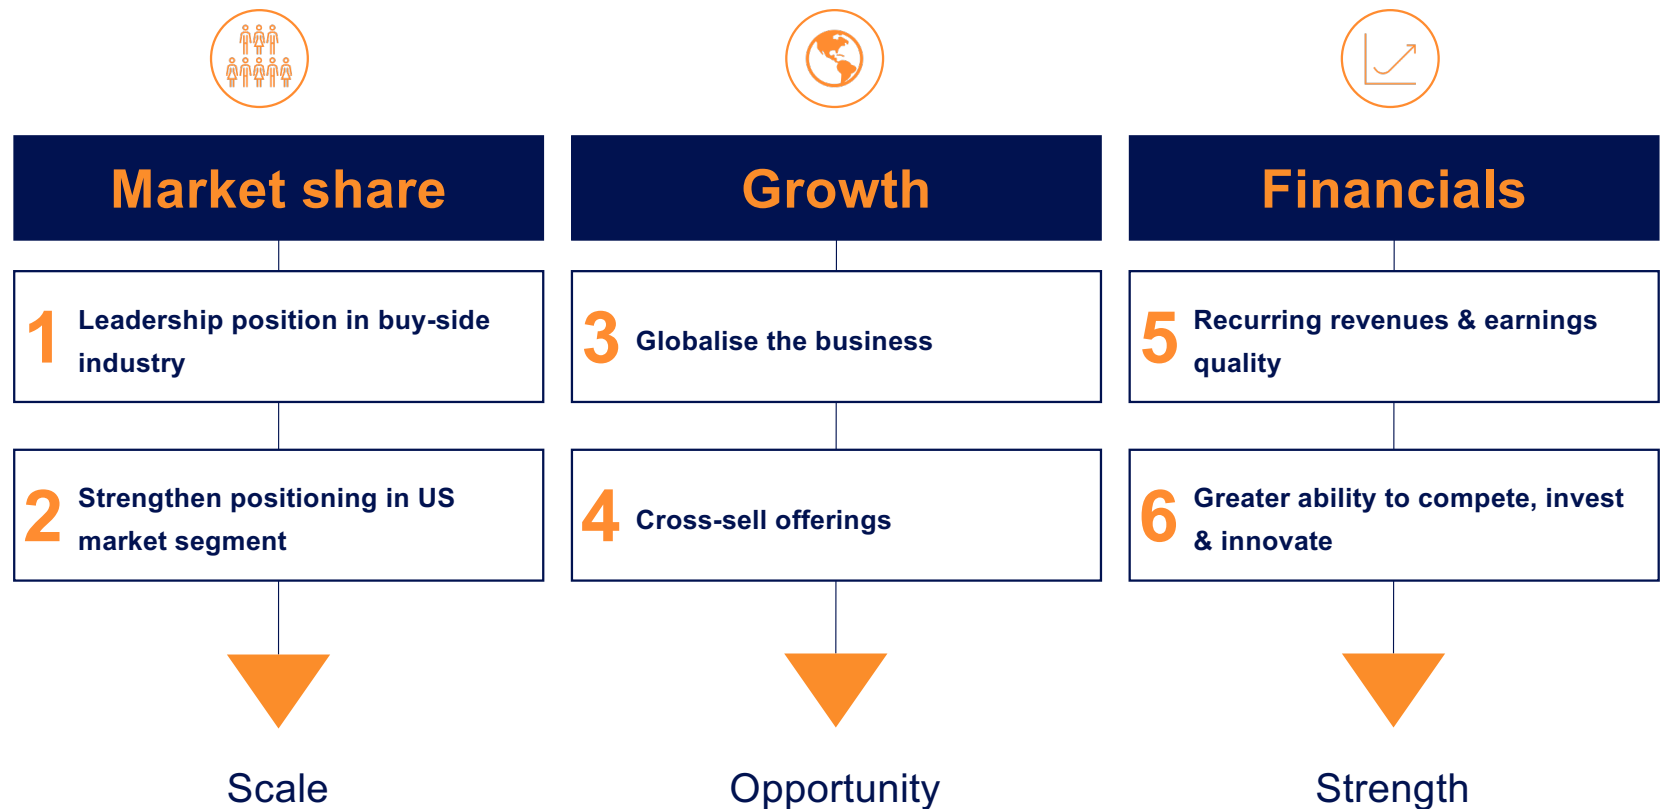 Market share
1
Leadership position in buy-side
industry
2
Strengthen positioning in US
market segment
Scale
Growth
3
Globalise the business
4
Cross-sell offerings
Opportunity
Financials
5
Recurring revenues & earnings
quality
6
Greater ability to compete, invest
& innovate
Strength